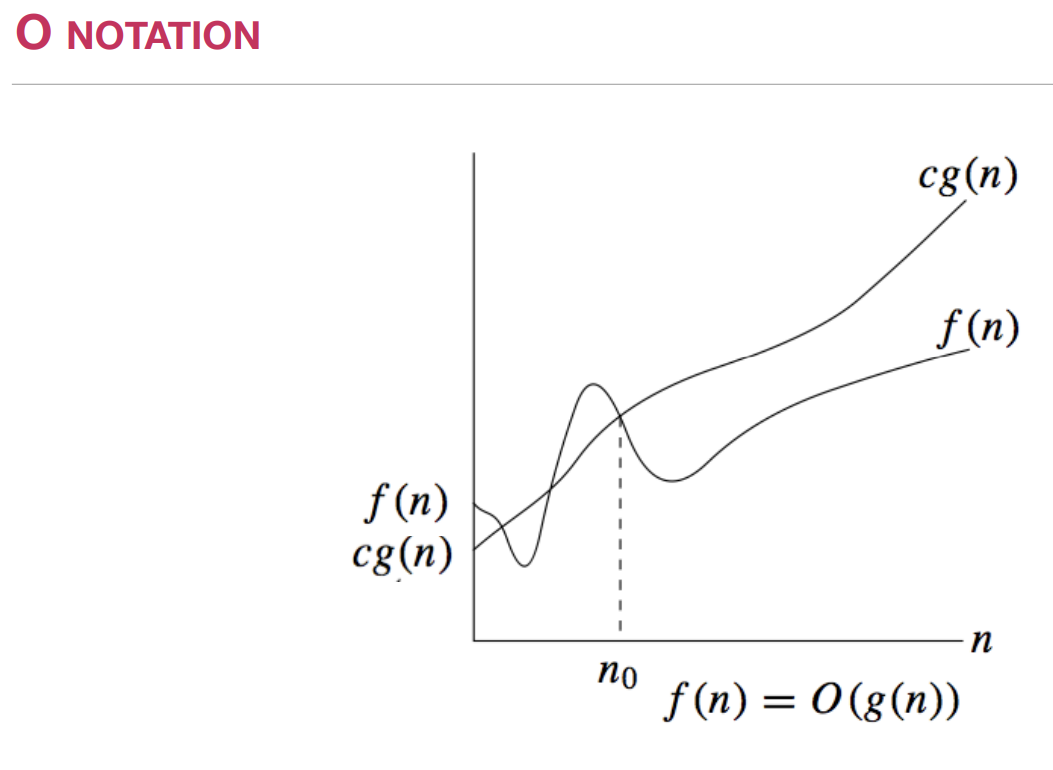 O NOTATION
cg(n)
f(n)
f(n)
cg(n)
n
n₀
f(n) = O(g(n))